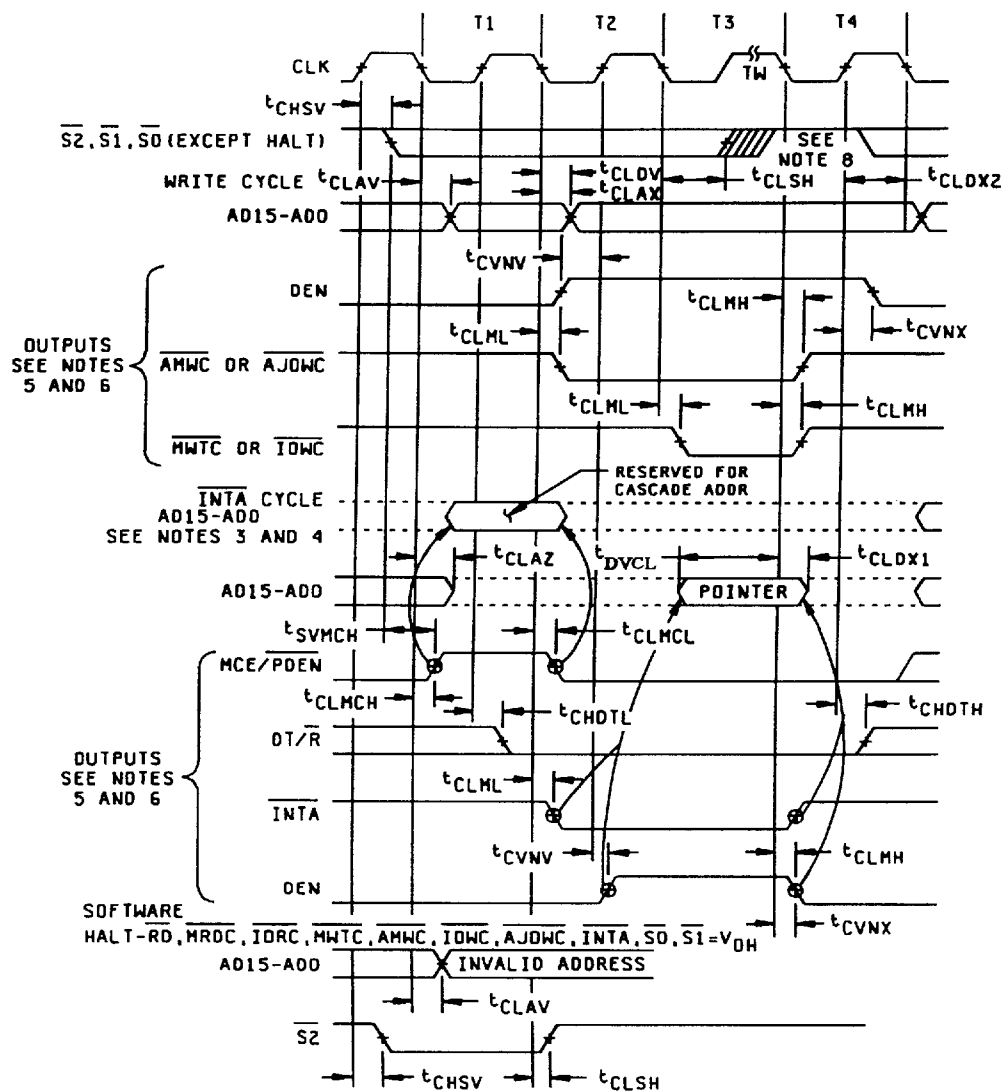 T1 T2 T3 T4
CLK
TW
tCHSV
S2,S1,S0 (EXCEPT HALT)
SEE
NOTE 8
WRITE CYCLE tCLAV
tCLDV
tCLAX
tCLSH
tCLDX2
AD15-AD0
tCVNV
DEN
tCLMH
tCVNX
tCLML
OUTPUTS
SEE NOTES
5 AND 6
AMWC OR AIOWC
tCLML
tCLMH
MWTC OR IOWC
RESERVED FOR
CASCADE ADDR
INTA CYCLE
AD15-AD0
SEE NOTES 3 AND 4
tCLAZ
tDVCL
tCLDX1
AD15-AD0
POINTER
tSVMCH
tCLMCL
MCE/PDEN
tCLMCH
tCHDTL
tCHDTH
DT/R
OUTPUTS
SEE NOTES
5 AND 6
tCLML
INTA
tCVNV
tCLMH
DEN
tCVNX
SOFTWARE
HALT-RD,MRDC,IORC,MWTC,AMWC,IOWC,AIOWC,INTA,S0,S1=VOH
AD15-AD0
INVALID ADDRESS
tCLAV
S2
tCHSV
tCLSH